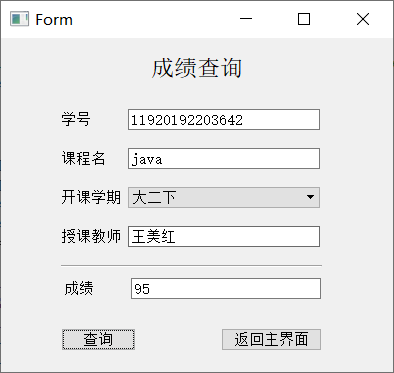 Form
成绩查询
学号 11920192203642
课程名 java
开课学期 大二下
授课教师 王美红
成绩 95
查询 返回主界面